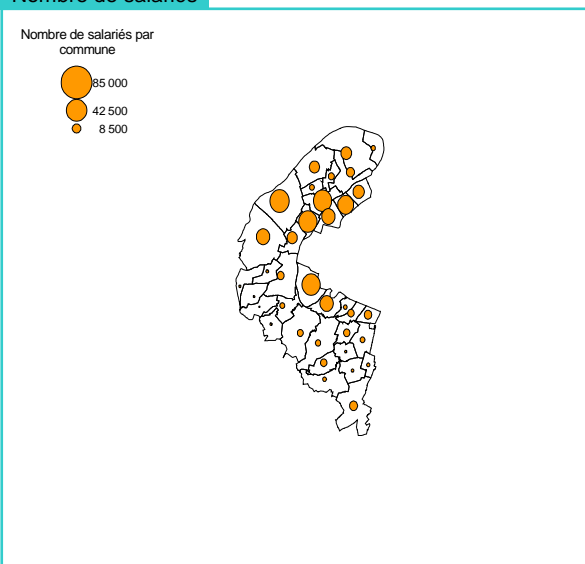 Nombre de salariés
Nombre de salariés par
commune
85 000
42 500
8 500